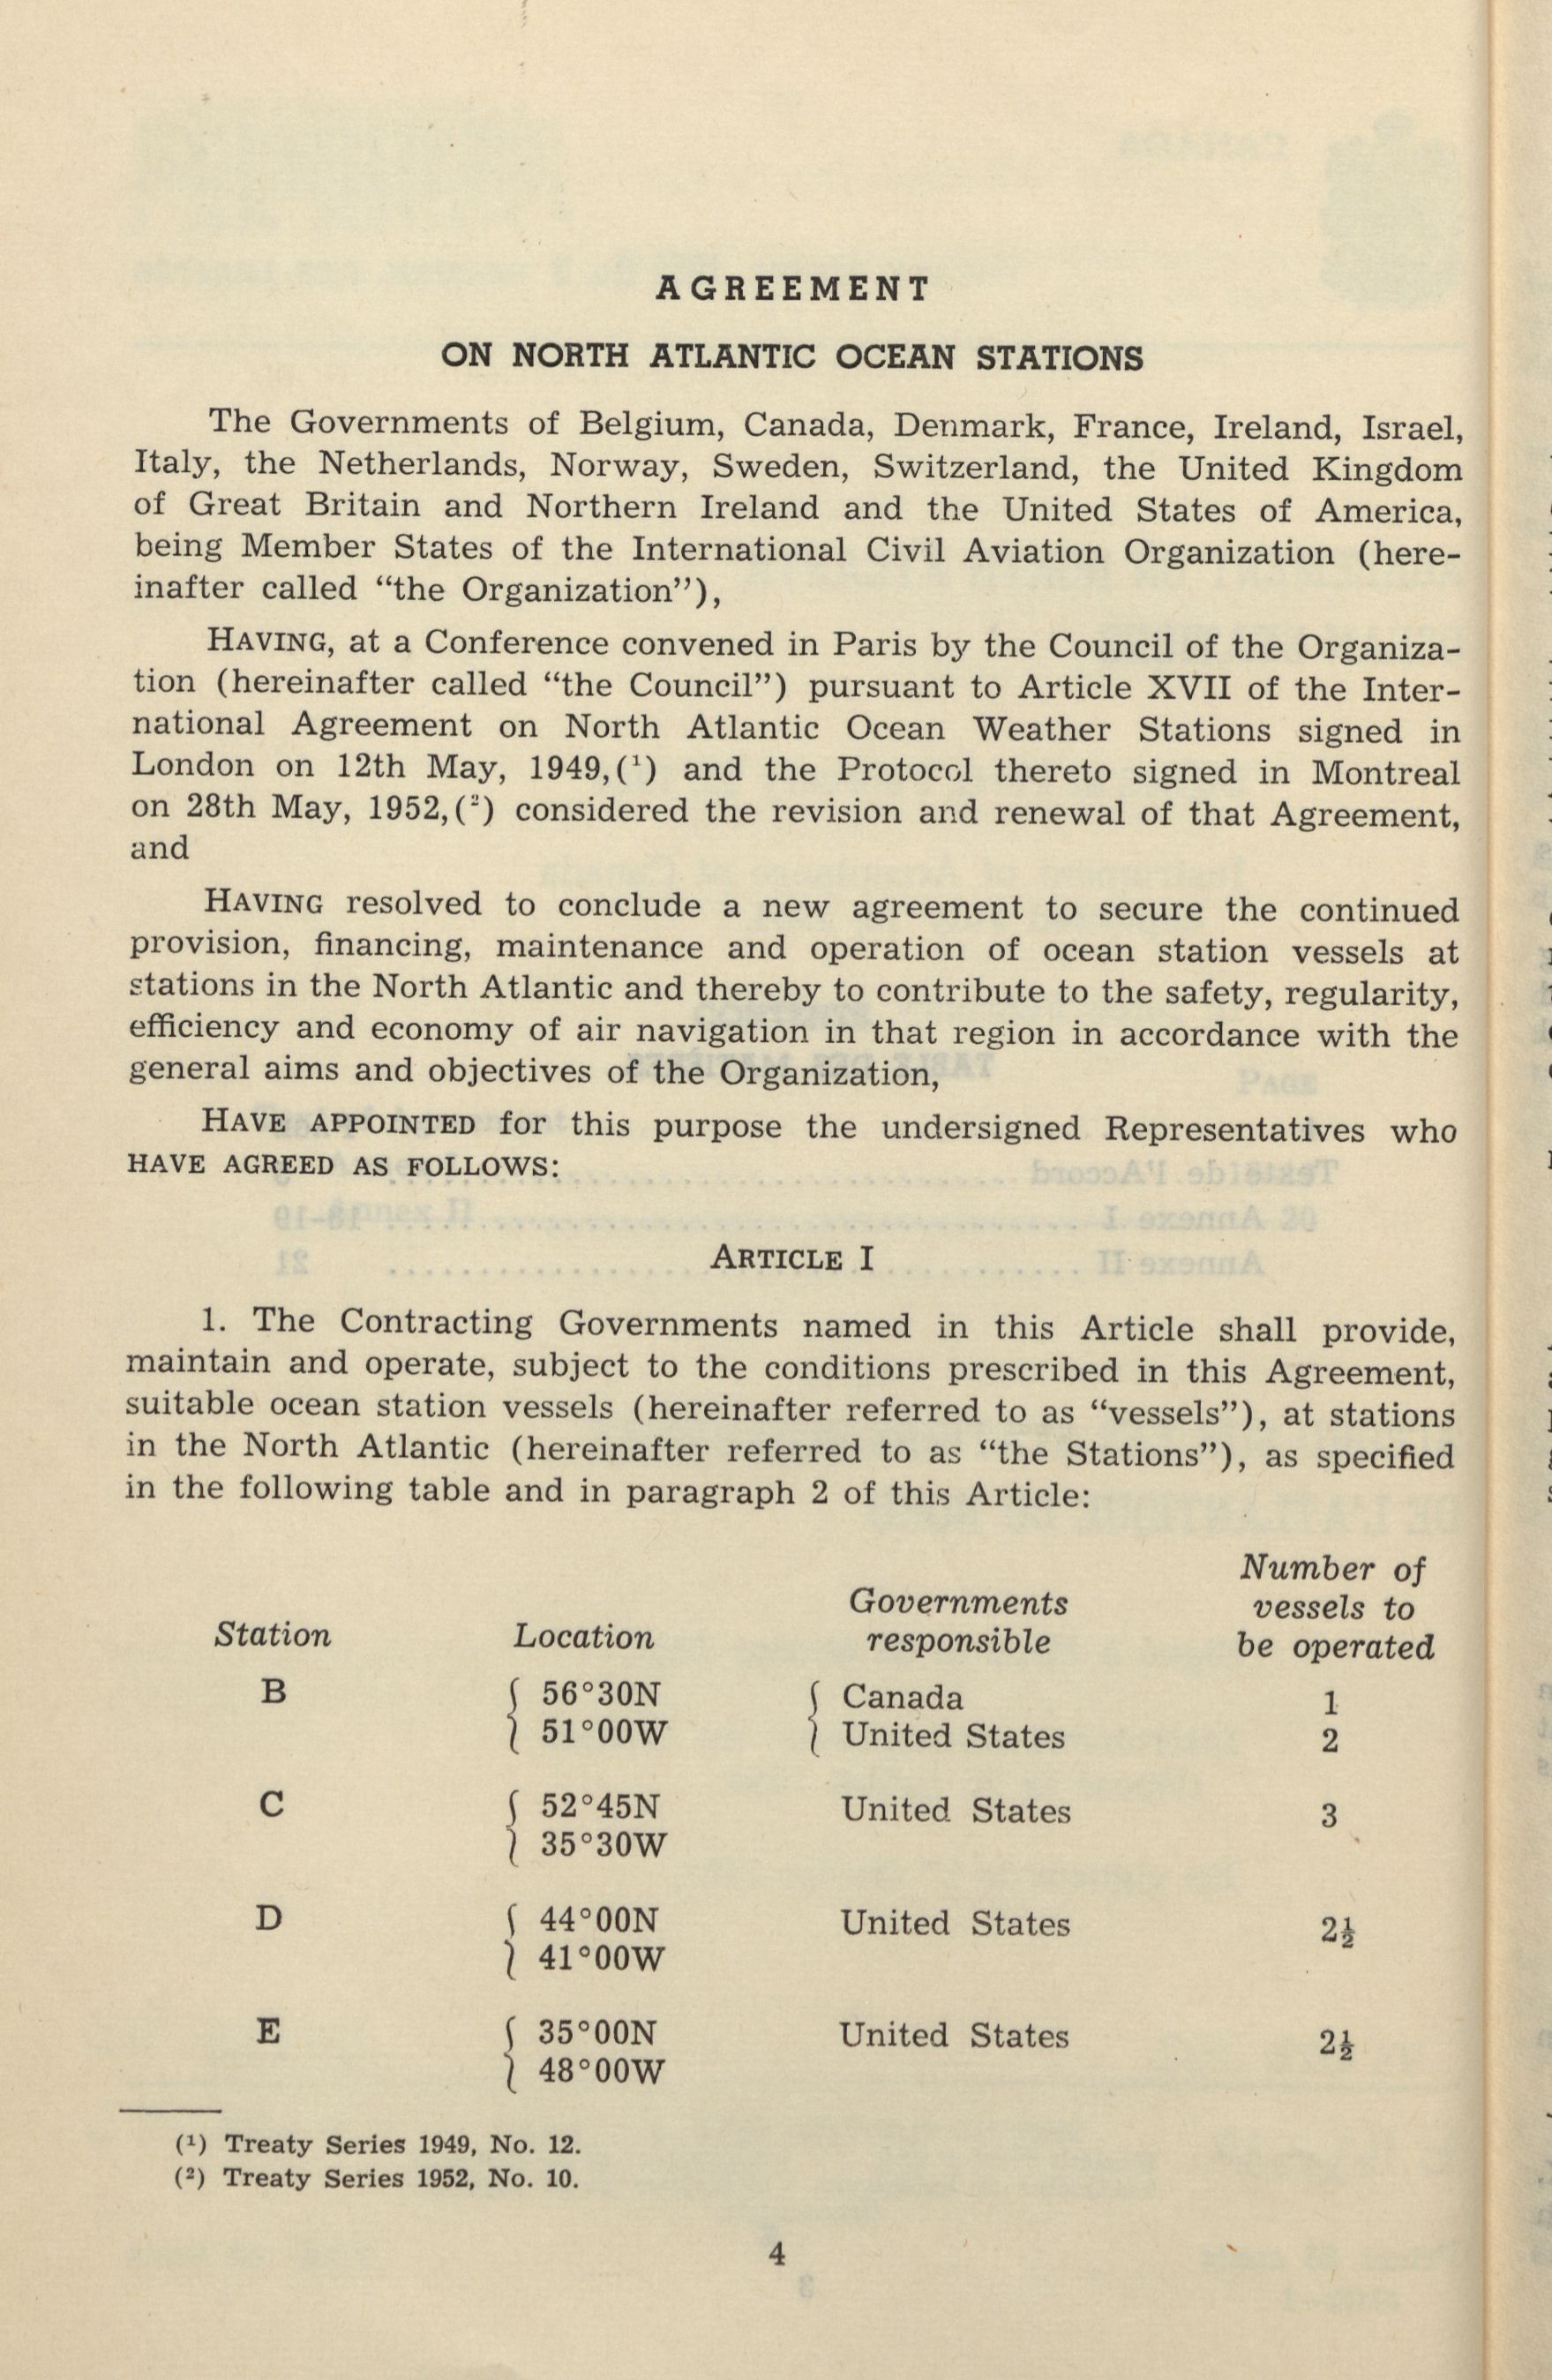 AGREEMENT
ON NORTH ATLANTIC OCEAN STATIONS
The Governments of Belgium, Canada, Denmark, France, Ireland, Israel,
Italy, the Netherlands, Norway, Sweden, Switzerland, the United Kingdom
of Great Britain and Northern Ireland and the United States of America,
being Member States of the International Civil Aviation Organization (here-
inafter called “the Organization”),
HAVING, at a Conference convened in Paris by the Council of the Organiza-
tion (hereinafter called “the Council”) pursuant to Article XVII of the Inter-
national Agreement on North Atlantic Ocean Weather Stations signed in
London on 12th May, 1949,(¹) and the Protocol thereto signed in Montreal
on 28th May, 1952,(²) considered the revision and renewal of that Agreement,
and
HAVING resolved to conclude a new agreement to secure the continued
provision, financing, maintenance and operation of ocean station vessels at
stations in the North Atlantic and thereby to contribute to the safety, regularity,
efficiency and economy of air navigation in that region in accordance with the
general aims and objectives of the Organization,
HAVE APPOINTED for this purpose the undersigned Representatives who
HAVE AGREED AS FOLLOWS:
ARTICLE I
1. The Contracting Governments named in this Article shall provide,
maintain and operate, subject to the conditions prescribed in this Agreement,
suitable ocean station vessels (hereinafter referred to as “vessels”), at stations
in the North Atlantic (hereinafter referred to as “the Stations”), as specified
in the following table and in paragraph 2 of this Article:
Number of
Governments vessels to
Station Location responsible be operated
B { 56°30N { Canada 1
51°00W United States 2
C { 52°45N United States 3
35°30W
D { 44°00N United States 2½
41°00W
E { 35°00N United States 2½
48°00W
(¹) Treaty Series 1949, No. 12.
(²) Treaty Series 1952, No. 10.
4